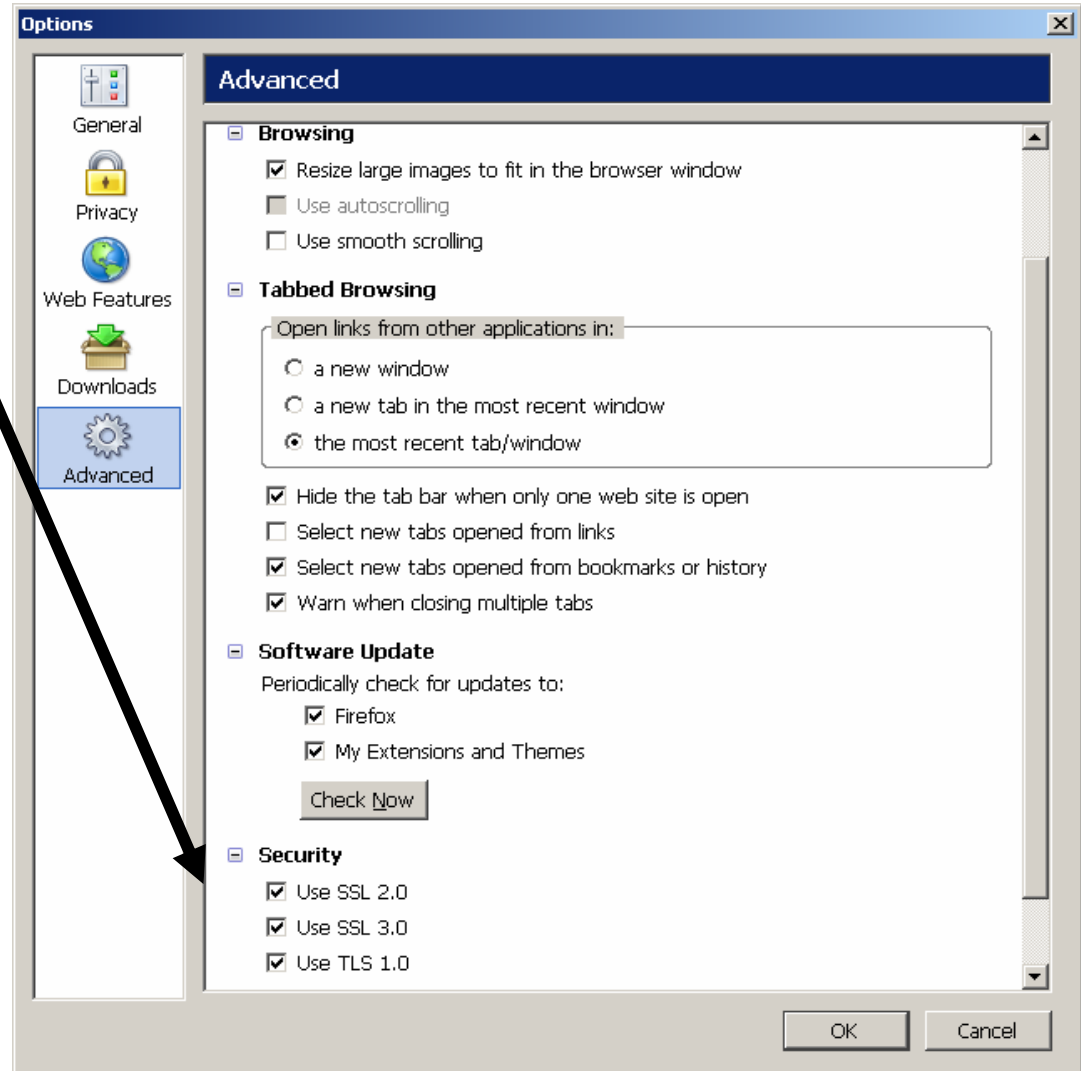 Options
General
Privacy
Web Features
Downloads
Advanced
Advanced
Browsing
Resize large images to fit in the browser window
Use autoscrolling
Use smooth scrolling
Tabbed Browsing
Open links from other applications in:
a new window
a new tab in the most recent window
the most recent tab/window
Hide the tab bar when only one web site is open
Select new tabs opened from links
Select new tabs opened from bookmarks or history
Warn when closing multiple tabs
Software Update
Periodically check for updates to:
Firefox
My Extensions and Themes
Check Now
Security
Use SSL 2.0
Use SSL 3.0
Use TLS 1.0
OK
Cancel